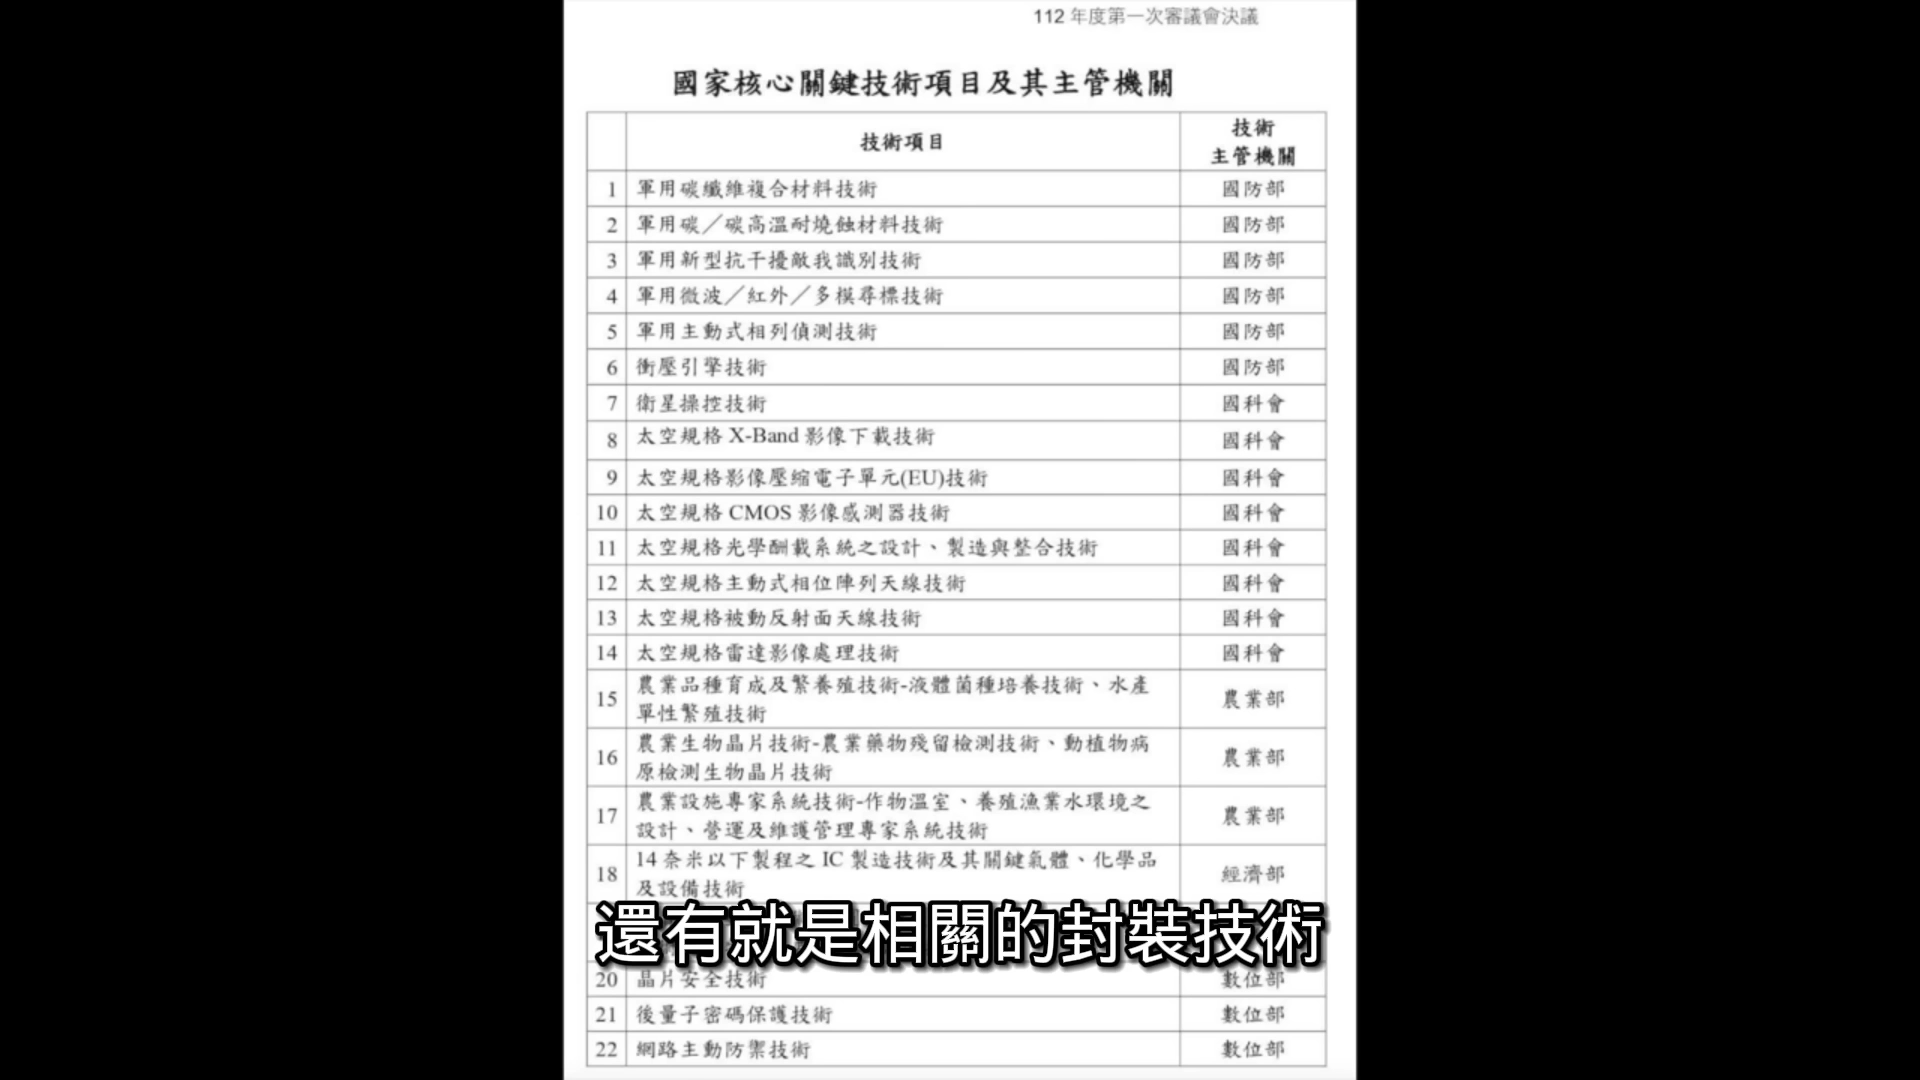 112 年度第一次審議會決議
國家核心關鍵技術項目及其主管機關
技術項目
技術
主管機關
1 軍用碳纖維複合材料技術 國防部
2 軍用碳／碳高溫耐燒蝕材料技術 國防部
3 軍用新型抗干擾敵我識別技術 國防部
4 軍用微波／紅外／多模尋標技術 國防部
5 軍用主動式相列偵測技術 國防部
6 衝壓引擎技術 國防部
7 衛星操控技術 國科會
8 太空規格 X-Band 影像下載技術 國科會
9 太空規格影像壓縮電子單元(EU)技術 國科會
10 太空規格 CMOS 影像感測器技術 國科會
11 太空規格光學酬載系統之設計、製造與整合技術 國科會
12 太空規格主動式相位陣列天線技術 國科會
13 太空規格被動反射面天線技術 國科會
14 太空規格雷達影像處理技術 國科會
15 農業品種育成及繁養殖技術-液體菌種培養技術、水產
單性繁殖技術 農業部
16 農業生物晶片技術-農業藥物殘留檢測技術、動植物病
原檢測生物晶片技術 農業部
17 農業設施專家系統技術-作物溫室、養殖漁業水環境之
設計、營運及維護管理專家系統技術 農業部
18 14 奈米以下製程之 IC 製造技術及其關鍵氣體、化學品
及設備技術 經濟部
還有就是相關的封裝技術
20 晶片安全技術 數位部
21 後量子密碼保護技術 數位部
22 網路主動防禦技術 數位部